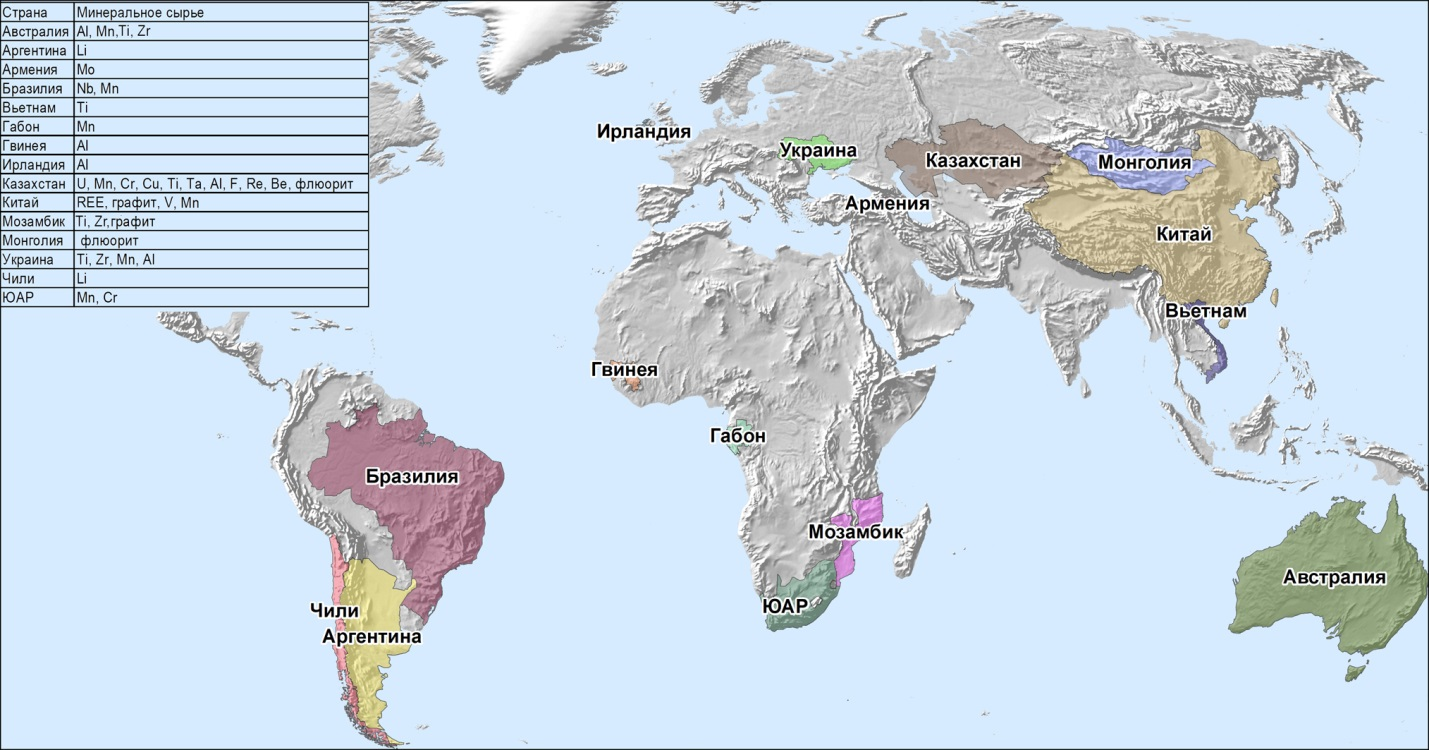 Страна Минеральное сырье
Австралия Al, Mn,Ti, Zr
Аргентина Li
Армения Mo
Бразилия Nb, Mn
Вьетнам Ti
Габон Mn
Гвинея Al
Ирландия Al
Казахстан U, Mn, Cr, Cu, Ti, Ta, Al, F, Re, Be, флюорит
Китай REE, графит, V, Mn
Мозамбик Ti, Zr,графит
Монголия флюорит
Украина Ti, Zr, Mn, Al
Чили Li
ЮАР Mn, Cr
Ирландия
Украина
Казахстан
Монголия
Армения
Китай
Вьетнам
Гвинея
Габон
Бразилия
Мозамбик
Австралия
ЮАР
Чили
Аргентина